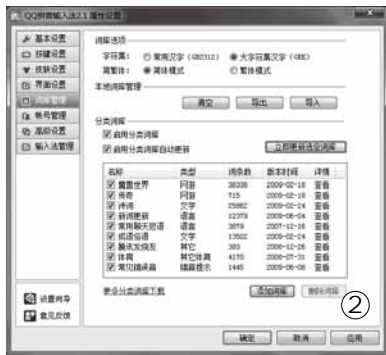 QQ拼音输入法2.1 属性设置
基本设置
按键设置
皮肤设置
界面设置
词库管理
帐号管理
高级设置
输入法管理
设置向导
意见反馈
词库选项
字符集： 常用汉字（GB2312） 大字符集汉字（GBK）
简繁体： 简体模式 繁体模式
本地词库管理
清空 导出 导入
分类词库
启用分类词库
启用分类词库自动更新 立即更新选定词库
名称 类型 词条数 版本时间 详情
魔兽世界 网游 38338 2009-02-18 查看
传奇 网游 715 2009-02-18 查看
诗词 文学 25862 2009-02-24 查看
新词更新 语言 12379 2009-06-04 查看
常用聊天短语 语言 3879 2007-12-18 查看
成语俗语 文学 13502 2009-02-24 查看
腾讯发烧友 其它 383 2008-12-26 查看
体育 其它体育 4170 2008-07-31 查看
常见错误音 错音提示 1445 2009-06-08 查看
更多分类词库下载 添加词库 删除词库
②
确定 取消 应用